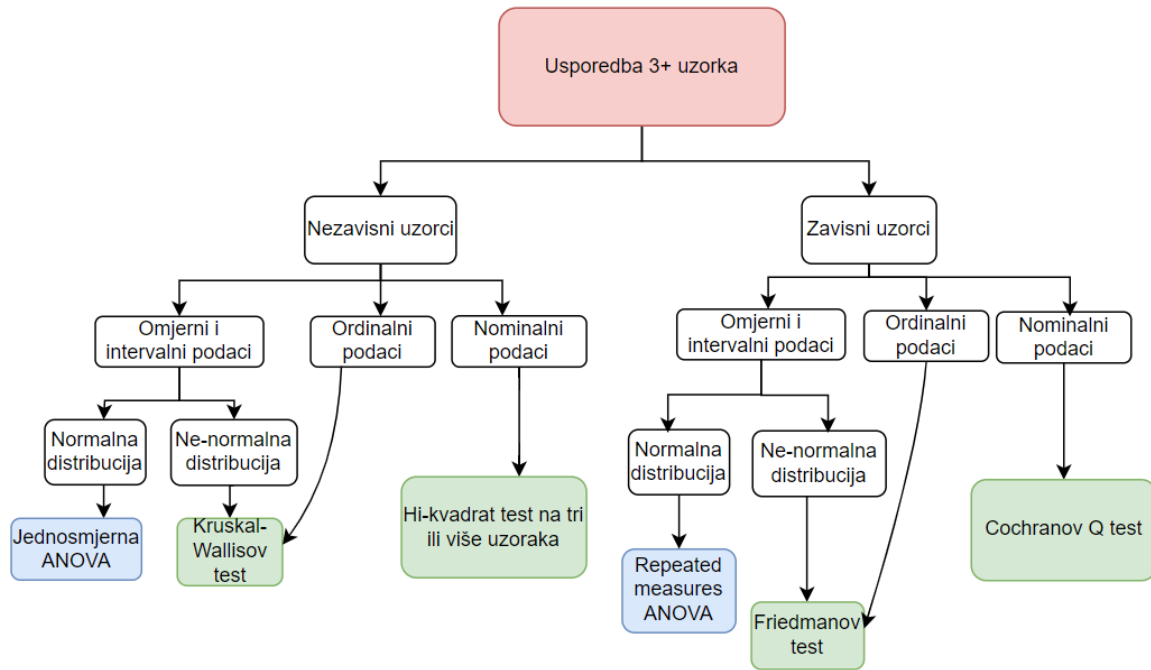 Usporedba 3+ uzorka
Nezavisni uzorci
Zavisni uzorci
Omjerni i
intervalni podaci
Ordinalni
podaci
Nominalni
podaci
Omjerni i
intervalni podaci
Ordinalni
podaci
Nominalni
podaci
Normalna
distribucija
Ne-normalna
distribucija
Normalna
distribucija
Ne-normalna
distribucija
Jednosmjerna
ANOVA
Kruskal-
Wallisov
test
Hi-kvadrat test na tri
ili više uzoraka
Repeated
measures
ANOVA
Friedmanov
test
Cochranov Q test